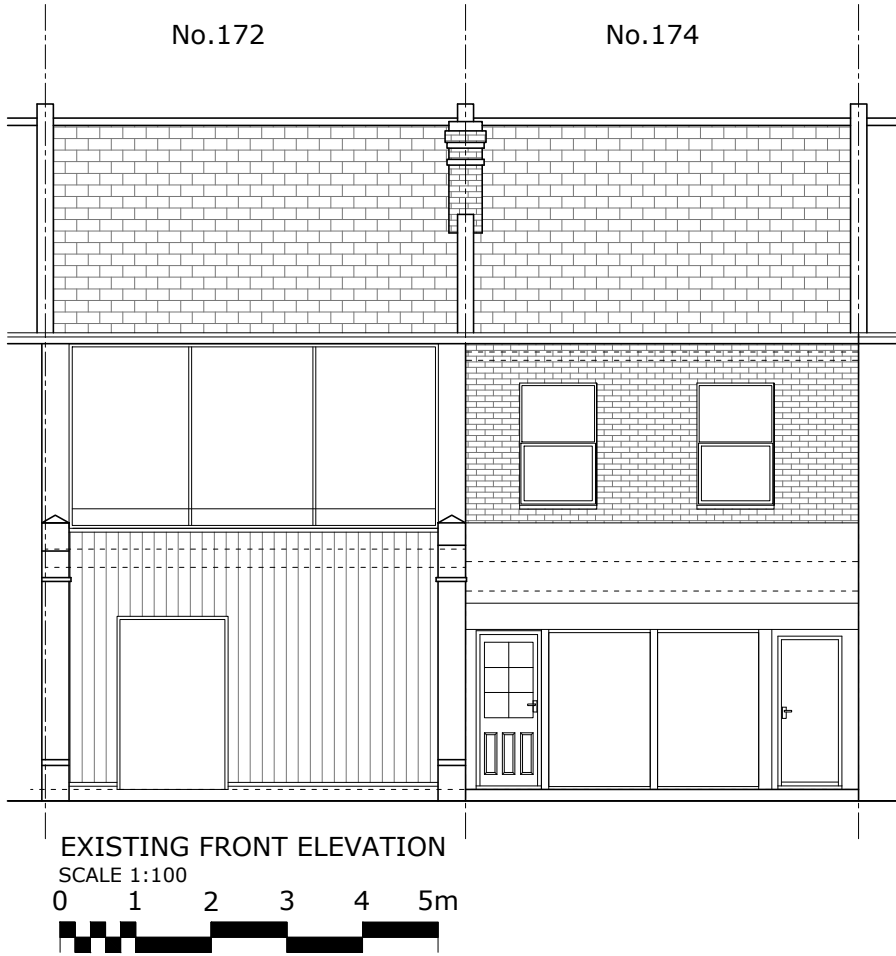 No.172 No.174
EXISTING FRONT ELEVATION
SCALE 1:100
0 1 2 3 4 5m